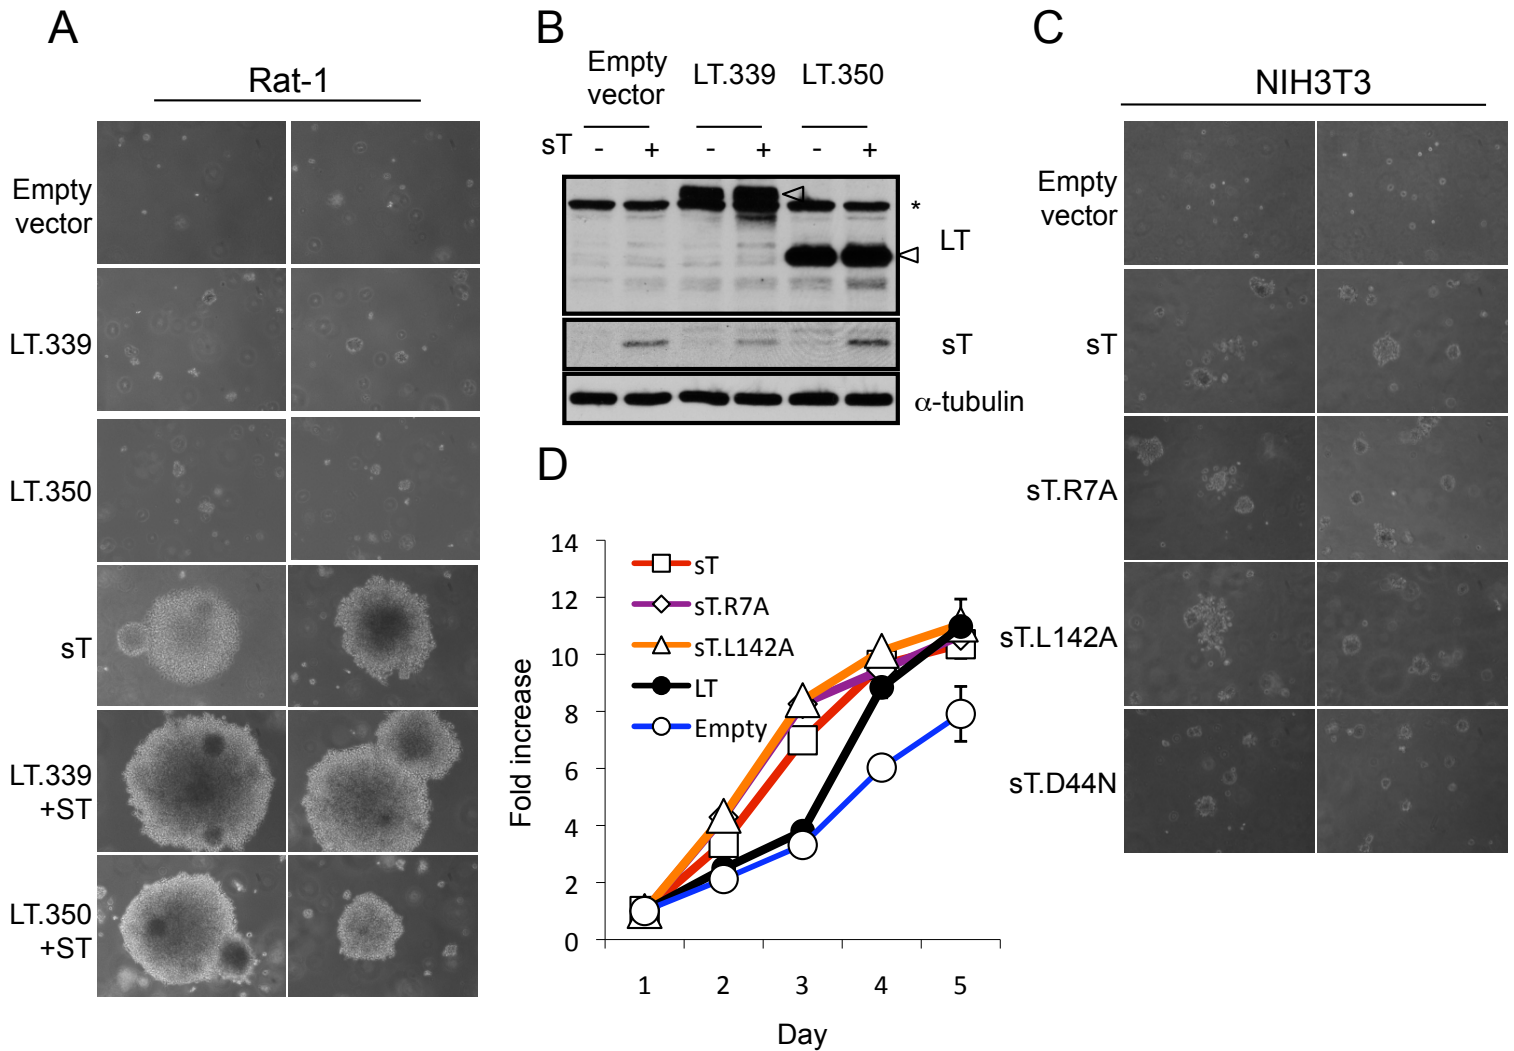 A
Rat-1
Empty
vector
LT.339
LT.350
sT
LT.339
+ST
LT.350
+ST
B
Empty
vector
LT.339
LT.350
sT - + - + - +
*
LT
sT
α-tubulin
C
NIH3T3
Empty
vector
sT
sT.R7A
sT.L142A
sT.D44N
D
14
12
10
8
6
4
2
0
Fold increase
sT
sT.R7A
sT.L142A
LT
Empty
1 2 3 4 5
Day